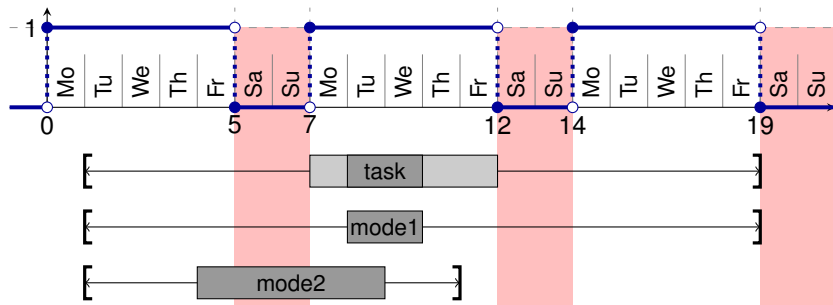 1
Mo Tu We Th Fr Sa Su Mo Tu We Th Fr Sa Su Mo Tu We Th Fr Sa Su
0 5 7 12 14 19
task
mode1
mode2